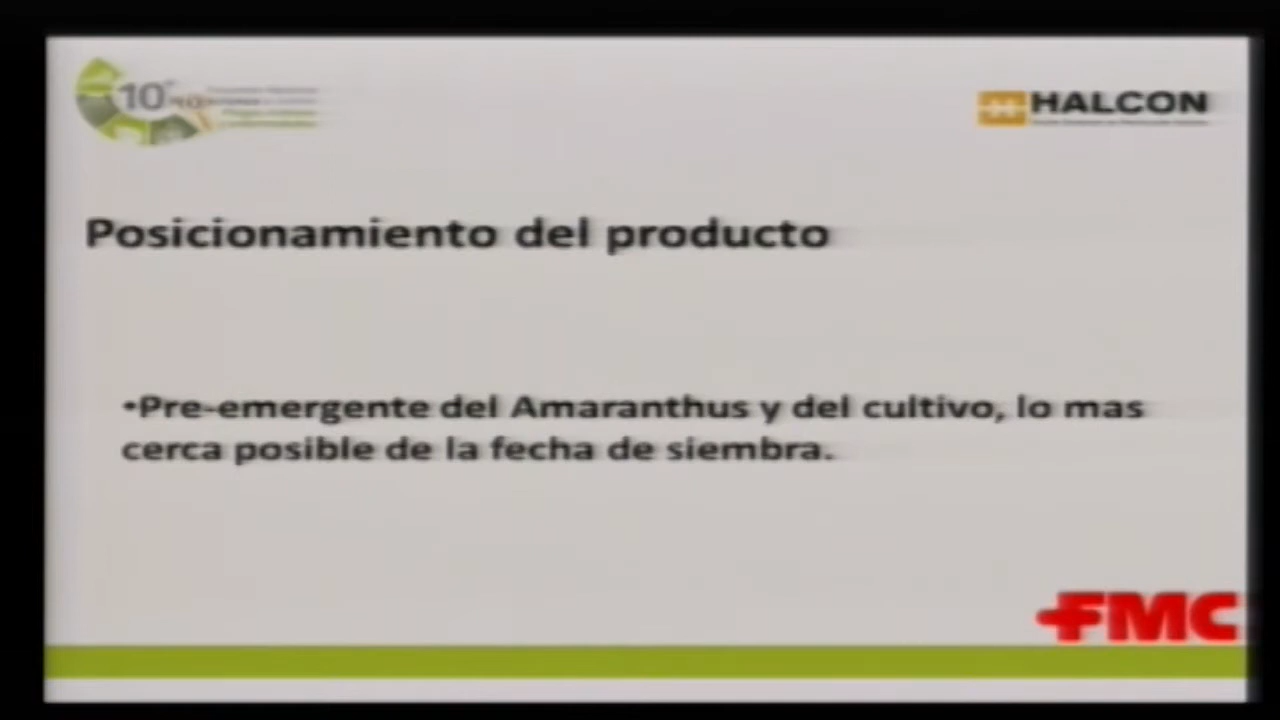 10
HALCON
Posicionamiento del producto
•Pre-emergente del Amaranthus y del cultivo, lo mas
cerca posible de la fecha de siembra.
FMC